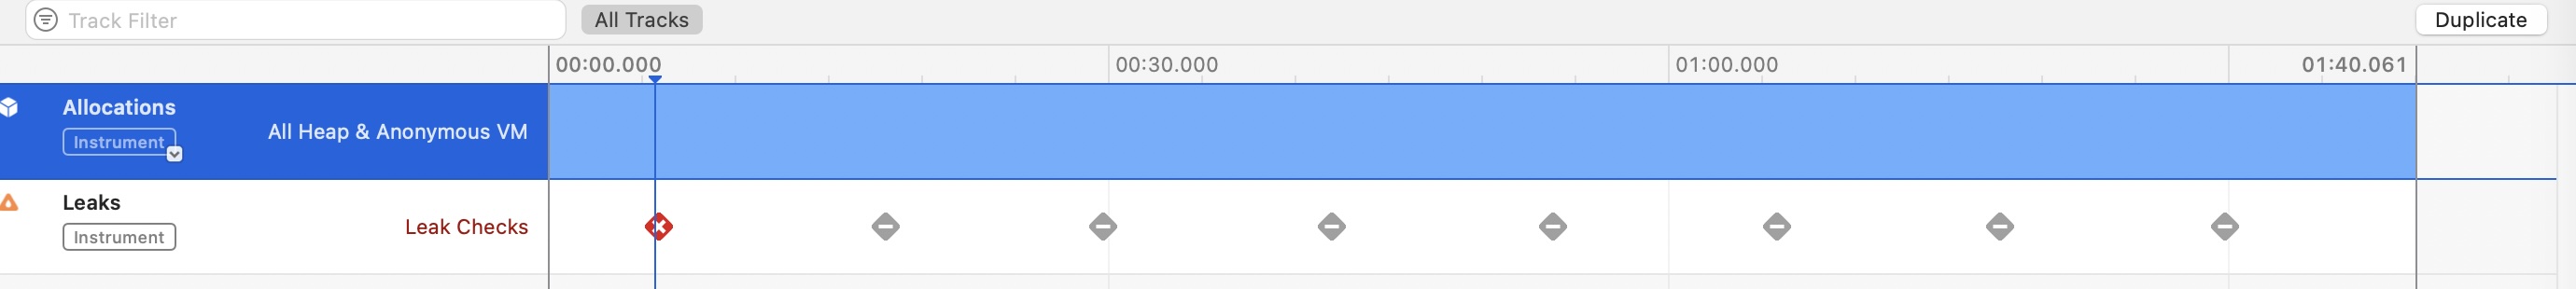 Track Filter
All Tracks
Duplicate
00:00.000
00:30.000
01:00.000
01:40.061
Allocations
Instrument
All Heap & Anonymous VM
Leaks
Instrument
Leak Checks